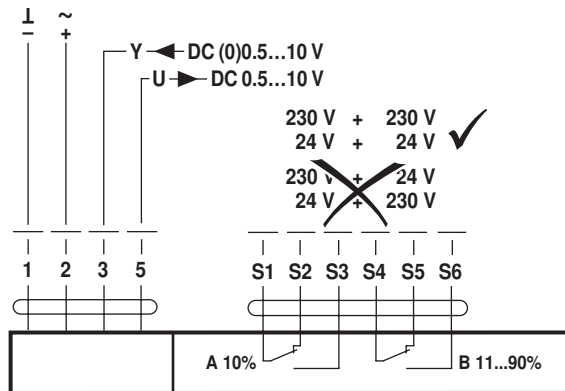 ⊥ ~
− +
Y DC (0)0.5...10 V
U DC 0.5...10 V
230 V + 230 V
24 V + 24 V
230 V + 24 V
24 V + 230 V
1 2 3 5 S1 S2 S3 S4 S5 S6
A 10% B 11...90%